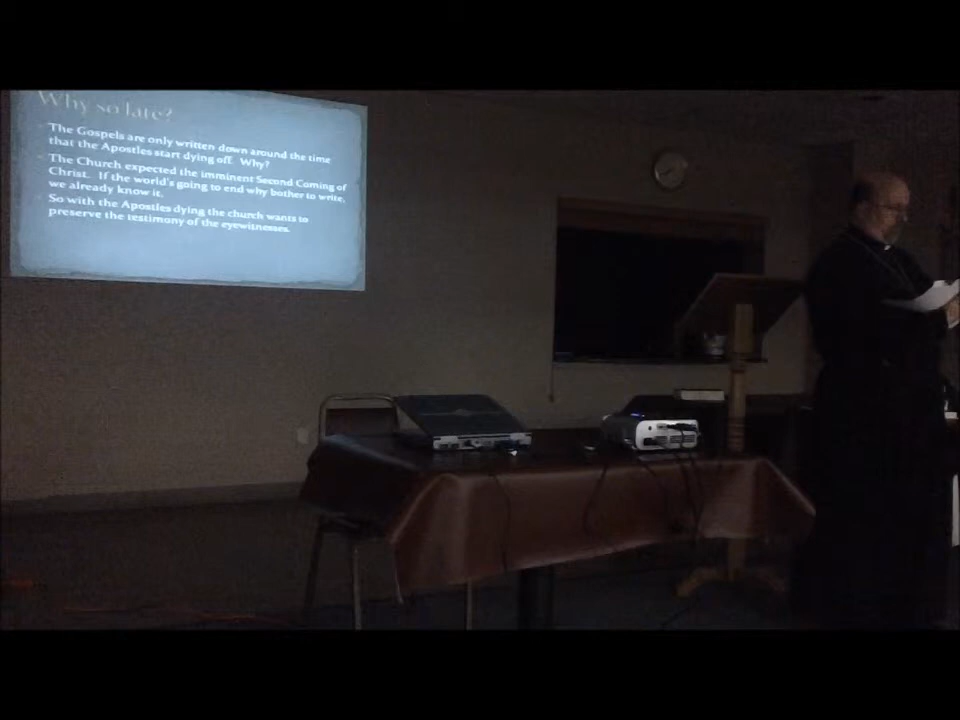 Why so late?
The Gospels are only written down around the time
that the Apostles start dying off. Why?
The Church expected the imminent Second Coming of
Christ. If the world's going to end why bother to write,
we already know it.
So with the Apostles dying the church wants to
preserve the testimony of the eyewitnesses.